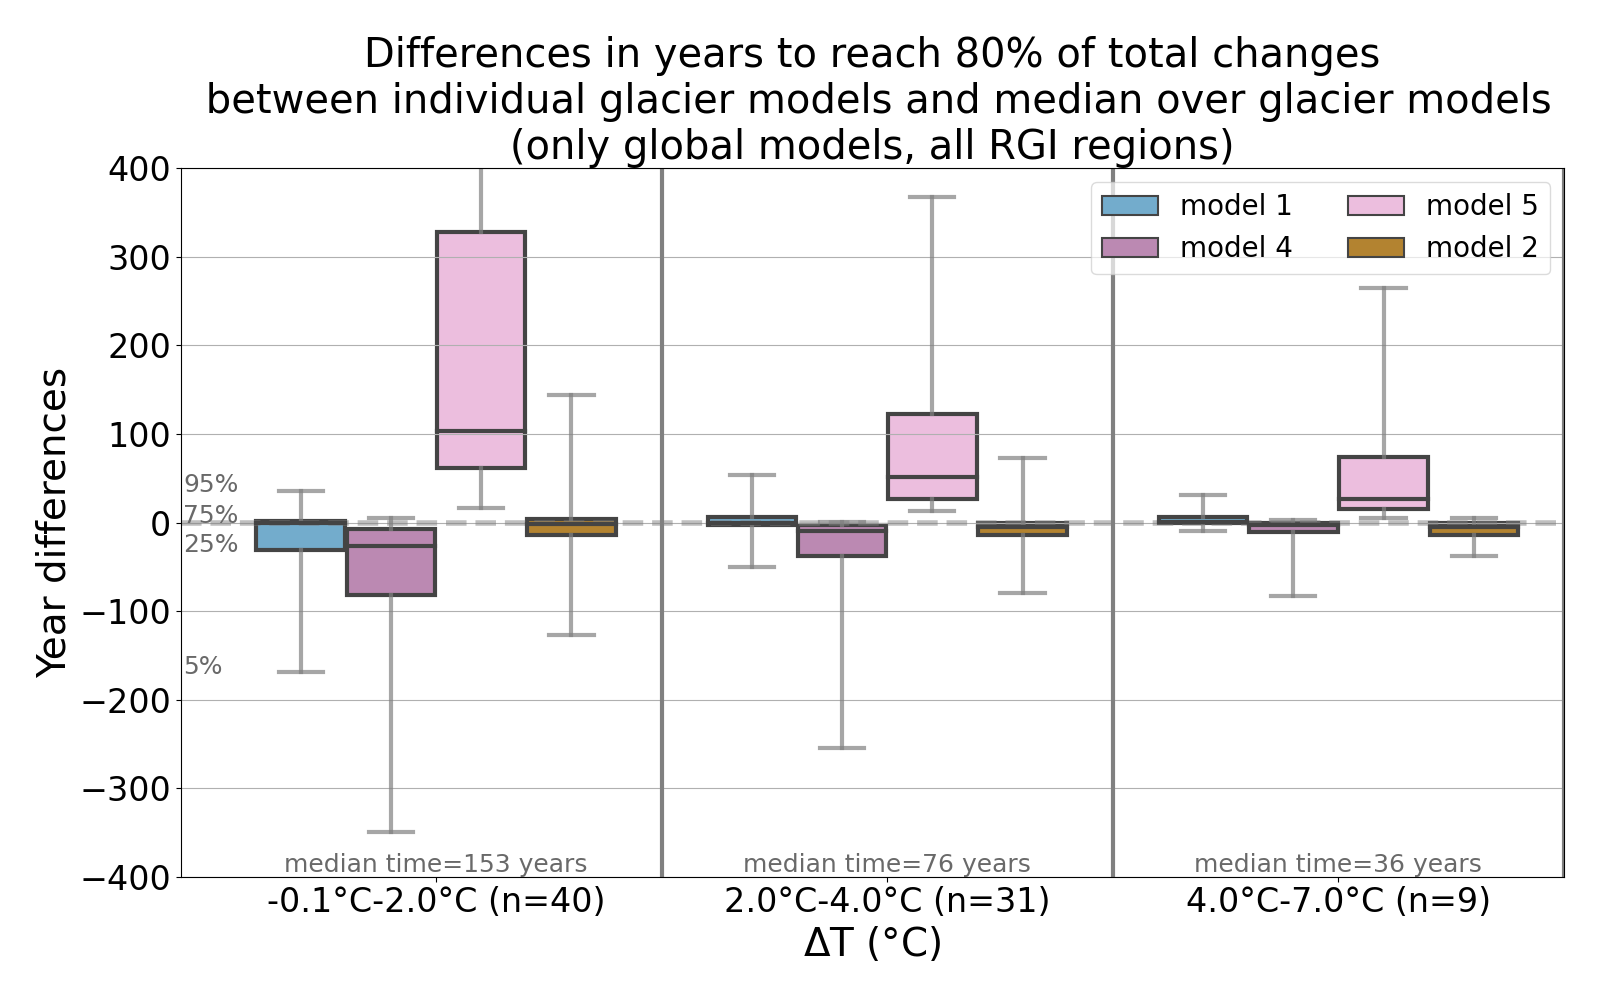 Differences in years to reach 80% of total changes
between individual glacier models and median over glacier models
(only global models, all RGI regions)
Year differences
400
300
200
100
0
−100
−200
−300
−400
95%
75%
25%
5%
model 1
model 4
model 5
model 2
median time=153 years
median time=76 years
median time=36 years
-0.1°C-2.0°C (n=40)
2.0°C-4.0°C (n=31)
4.0°C-7.0°C (n=9)
ΔT (°C)